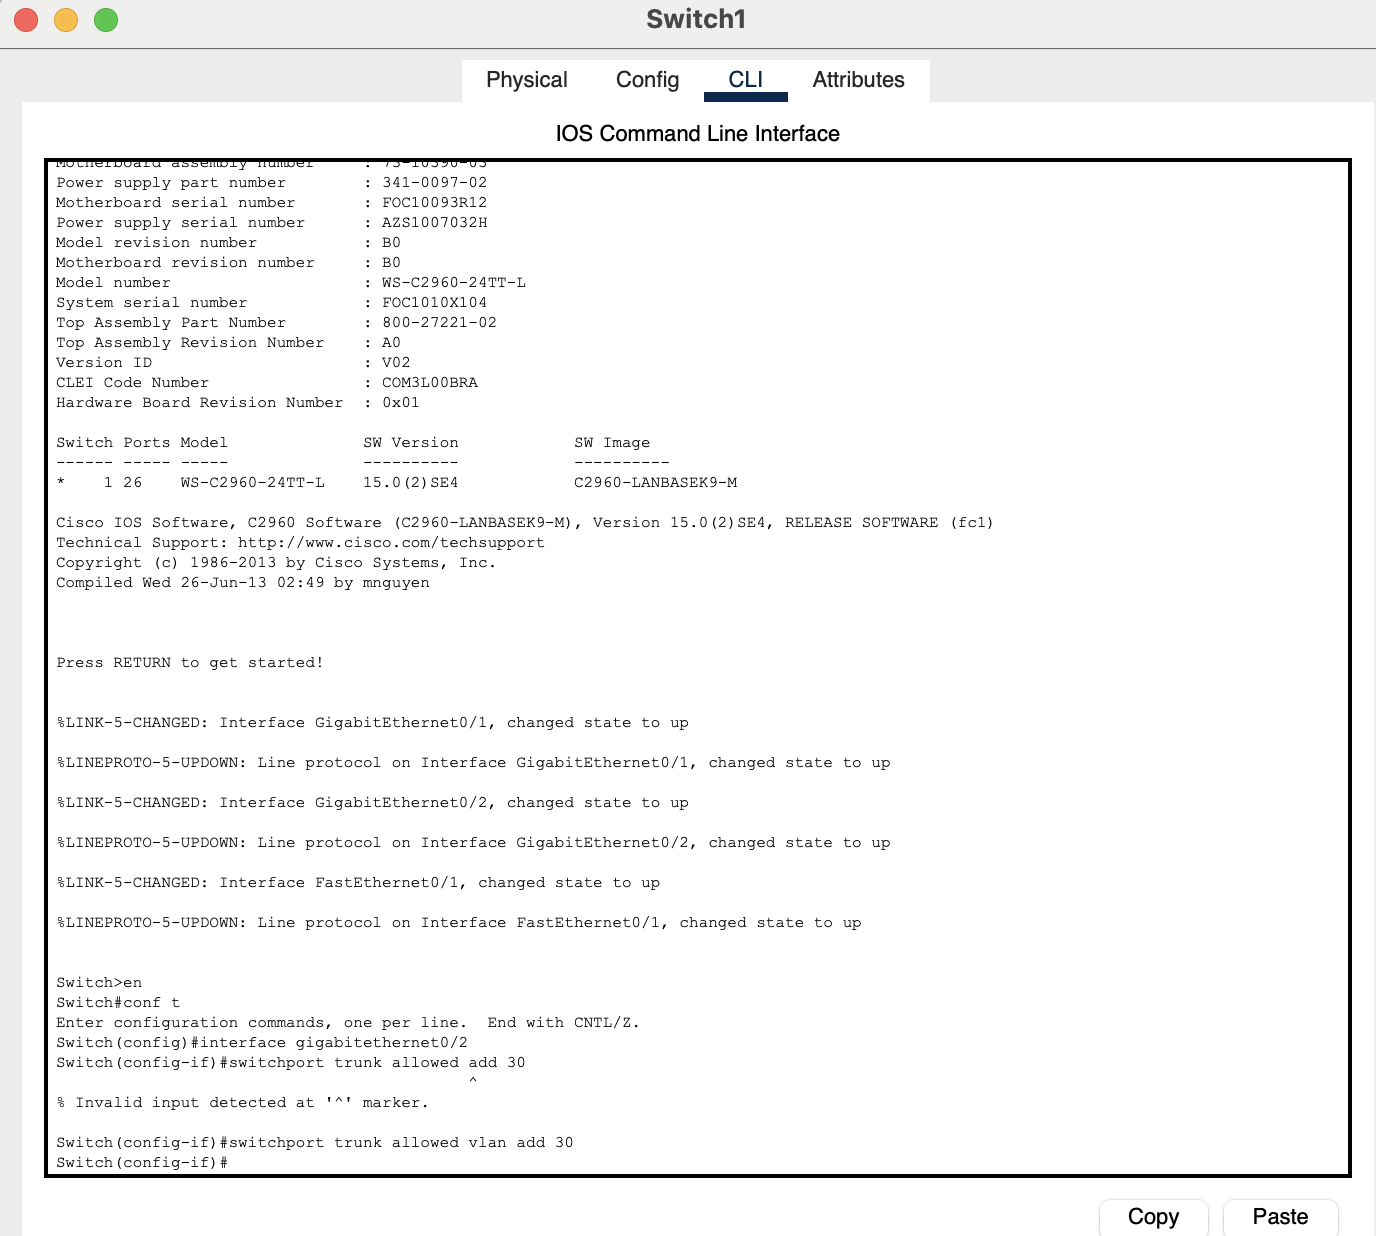 Switch1
Physical Config CLI Attributes
IOS Command Line Interface
Motherboard assembly number : 73-10390-03
Power supply part number : 341-0097-02
Motherboard serial number : FOC10093R12
Power supply serial number : AZS1007032H
Model revision number : B0
Motherboard revision number : B0
Model number : WS-C2960-24TT-L
System serial number : FOC1010X104
Top Assembly Part Number : 800-27221-02
Top Assembly Revision Number : A0
Version ID : V02
CLEI Code Number : COM3L00BRA
Hardware Board Revision Number : 0x01
Switch Ports Model SW Version SW Image
------ ----- ----- ---------- ----------
* 1 26 WS-C2960-24TT-L 15.0(2)SE4 C2960-LANBASEK9-M
Cisco IOS Software, C2960 Software (C2960-LANBASEK9-M), Version 15.0(2)SE4, RELEASE SOFTWARE (fc1)
Technical Support: http://www.cisco.com/techsupport
Copyright (c) 1986-2013 by Cisco Systems, Inc.
Compiled Wed 26-Jun-13 02:49 by mnguyen
Press RETURN to get started!
%LINK-5-CHANGED: Interface GigabitEthernet0/1, changed state to up
%LINEPROTO-5-UPDOWN: Line protocol on Interface GigabitEthernet0/1, changed state to up
%LINK-5-CHANGED: Interface GigabitEthernet0/2, changed state to up
%LINEPROTO-5-UPDOWN: Line protocol on Interface GigabitEthernet0/2, changed state to up
%LINK-5-CHANGED: Interface FastEthernet0/1, changed state to up
%LINEPROTO-5-UPDOWN: Line protocol on Interface FastEthernet0/1, changed state to up
Switch>en
Switch#conf t
Enter configuration commands, one per line. End with CNTL/Z.
Switch(config)#interface gigabitethernet0/2
Switch(config-if)#switchport trunk allowed add 30
^
% Invalid input detected at '^' marker.
Switch(config-if)#switchport trunk allowed vlan add 30
Switch(config-if)#
Copy Paste